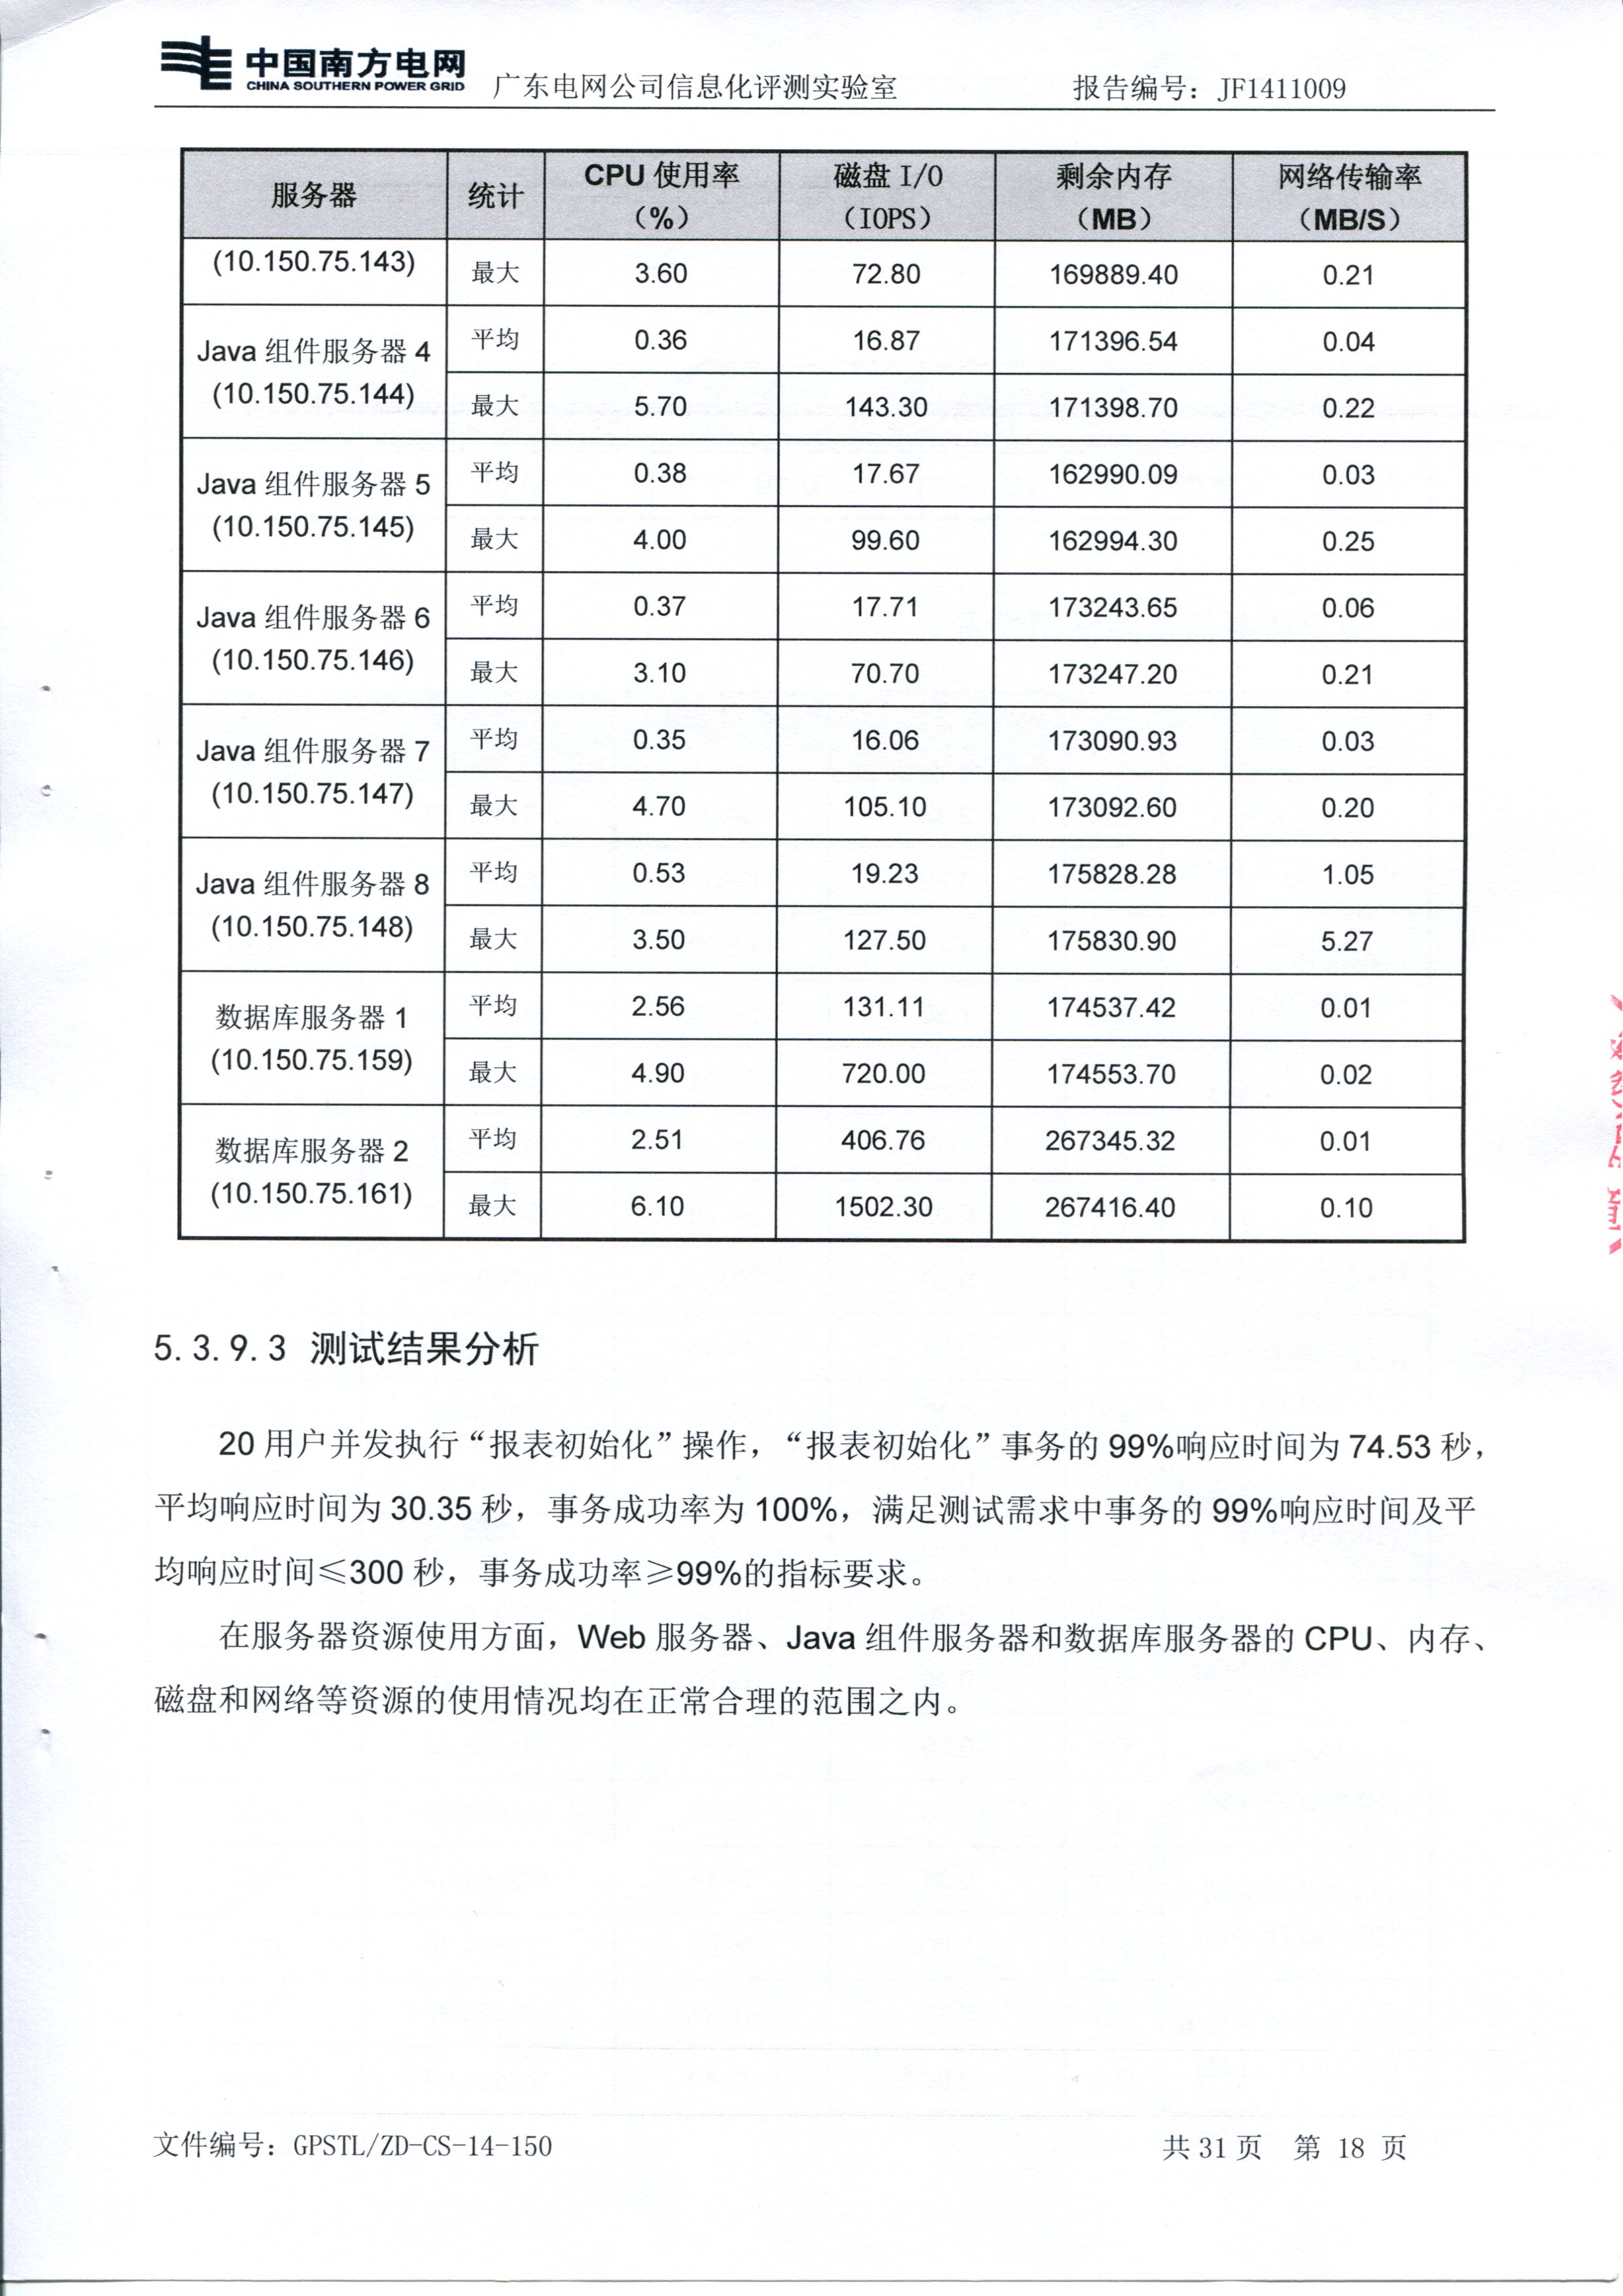 中国南方电网
CHINA SOUTHERN POWER GRID
广东电网公司信息化评测实验室 报告编号：JF1411009
服务器 统计 CPU 使用率（%） 磁盘 I/O（IOPS） 剩余内存（MB） 网络传输率（MB/S）
(10.150.75.143) 最大 3.60 72.80 169889.40 0.21
Java 组件服务器 4
(10.150.75.144)
平均 0.36 16.87 171396.54 0.04
最大 5.70 143.30 171398.70 0.22
Java 组件服务器 5
(10.150.75.145)
平均 0.38 17.67 162990.09 0.03
最大 4.00 99.60 162994.30 0.25
Java 组件服务器 6
(10.150.75.146)
平均 0.37 17.71 173243.65 0.06
最大 3.10 70.70 173247.20 0.21
Java 组件服务器 7
(10.150.75.147)
平均 0.35 16.06 173090.93 0.03
最大 4.70 105.10 173092.60 0.20
Java 组件服务器 8
(10.150.75.148)
平均 0.53 19.23 175828.28 1.05
最大 3.50 127.50 175830.90 5.27
数据库服务器 1
(10.150.75.159)
平均 2.56 131.11 174537.42 0.01
最大 4.90 720.00 174553.70 0.02
数据库服务器 2
(10.150.75.161)
平均 2.51 406.76 267345.32 0.01
最大 6.10 1502.30 267416.40 0.10
5.3.9.3 测试结果分析
20 用户并发执行“报表初始化”操作，“报表初始化”事务的 99%响应时间为 74.53 秒，
平均响应时间为 30.35 秒，事务成功率为 100%，满足测试需求中事务的 99%响应时间及平
均响应时间≤300 秒，事务成功率≥99%的指标要求。
在服务器资源使用方面，Web 服务器、Java 组件服务器和数据库服务器的 CPU、内存、
磁盘和网络等资源的使用情况均在正常合理的范围之内。
文件编号：GPSTL/ZD-CS-14-150 共 31 页 第 18 页